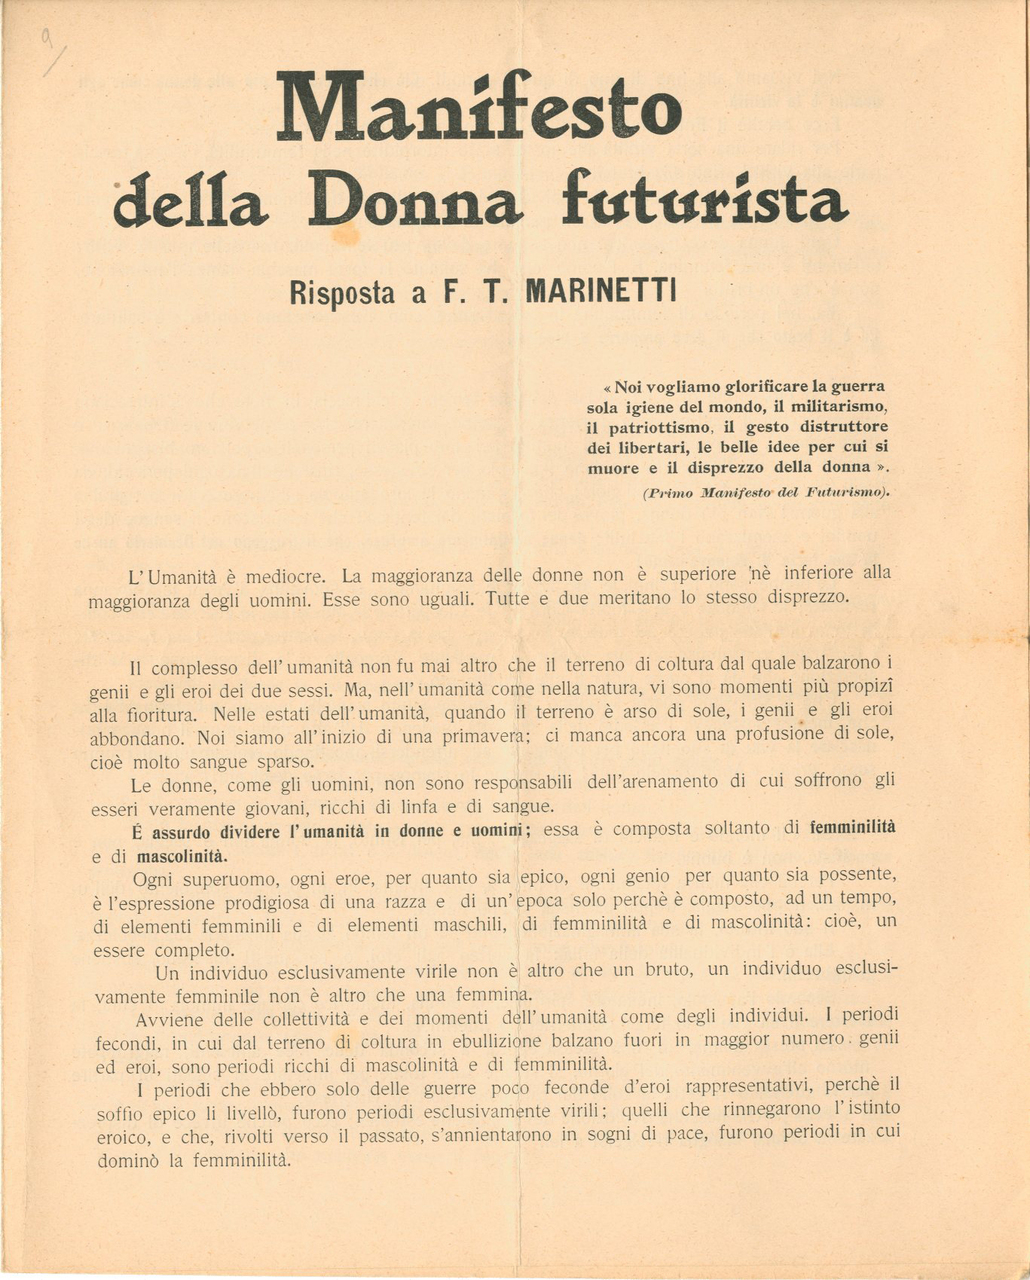 9/
Manifesto
della Donna futurista
Risposta a F. T. MARINETTI
« Noi vogliamo glorificare la guerra
sola igiene del mondo, il militarismo,
il patriottismo, il gesto distruttore
dei libertari, le belle idee per cui si
muore e il disprezzo della donna ».
(Primo Manifesto del Futurismo).
L'Umanità è mediocre. La maggioranza delle donne non è superiore nè inferiore alla
maggioranza degli uomini. Esse sono uguali. Tutte e due meritano lo stesso disprezzo.
Il complesso dell'umanità non fu mai altro che il terreno di coltura dal quale balzarono i
genii e gli eroi dei due sessi. Ma, nell'umanità come nella natura, vi sono momenti più propizî
alla fioritura. Nelle estati dell'umanità, quando il terreno è arso di sole, i genii e gli eroi
abbondano. Noi siamo all'inizio di una primavera; ci manca ancora una profusione di sole,
cioè molto sangue sparso.
Le donne, come gli uomini, non sono responsabili dell'arenamento di cui soffrono gli
esseri veramente giovani, ricchi di linfa e di sangue.
É assurdo dividere l'umanità in donne e uomini; essa è composta soltanto di femminilità
e di mascolinità.
Ogni superuomo, ogni eroe, per quanto sia epico, ogni genio per quanto sia possente,
è l'espressione prodigiosa di una razza e di un'epoca solo perchè è composto, ad un tempo,
di elementi femminili e di elementi maschili, di femminilità e di mascolinità: cioè, un
essere completo.
Un individuo esclusivamente virile non è altro che un bruto, un individuo esclusi-
vamente femminile non è altro che una femmina.
Avviene delle collettività e dei momenti dell'umanità come degli individui. I periodi
fecondi, in cui dal terreno di coltura in ebullizione balzano fuori in maggior numero. genii
ed eroi, sono periodi ricchi di mascolinità e di femminilità.
I periodi che ebbero solo delle guerre poco feconde d'eroi rappresentativi, perchè il
soffio epico li livellò, furono periodi esclusivamente virili; quelli che rinnegarono l'istinto
eroico, e che, rivolti verso il passato, s'annientarono in sogni di pace, furono periodi in cui
dominò la femminilità.